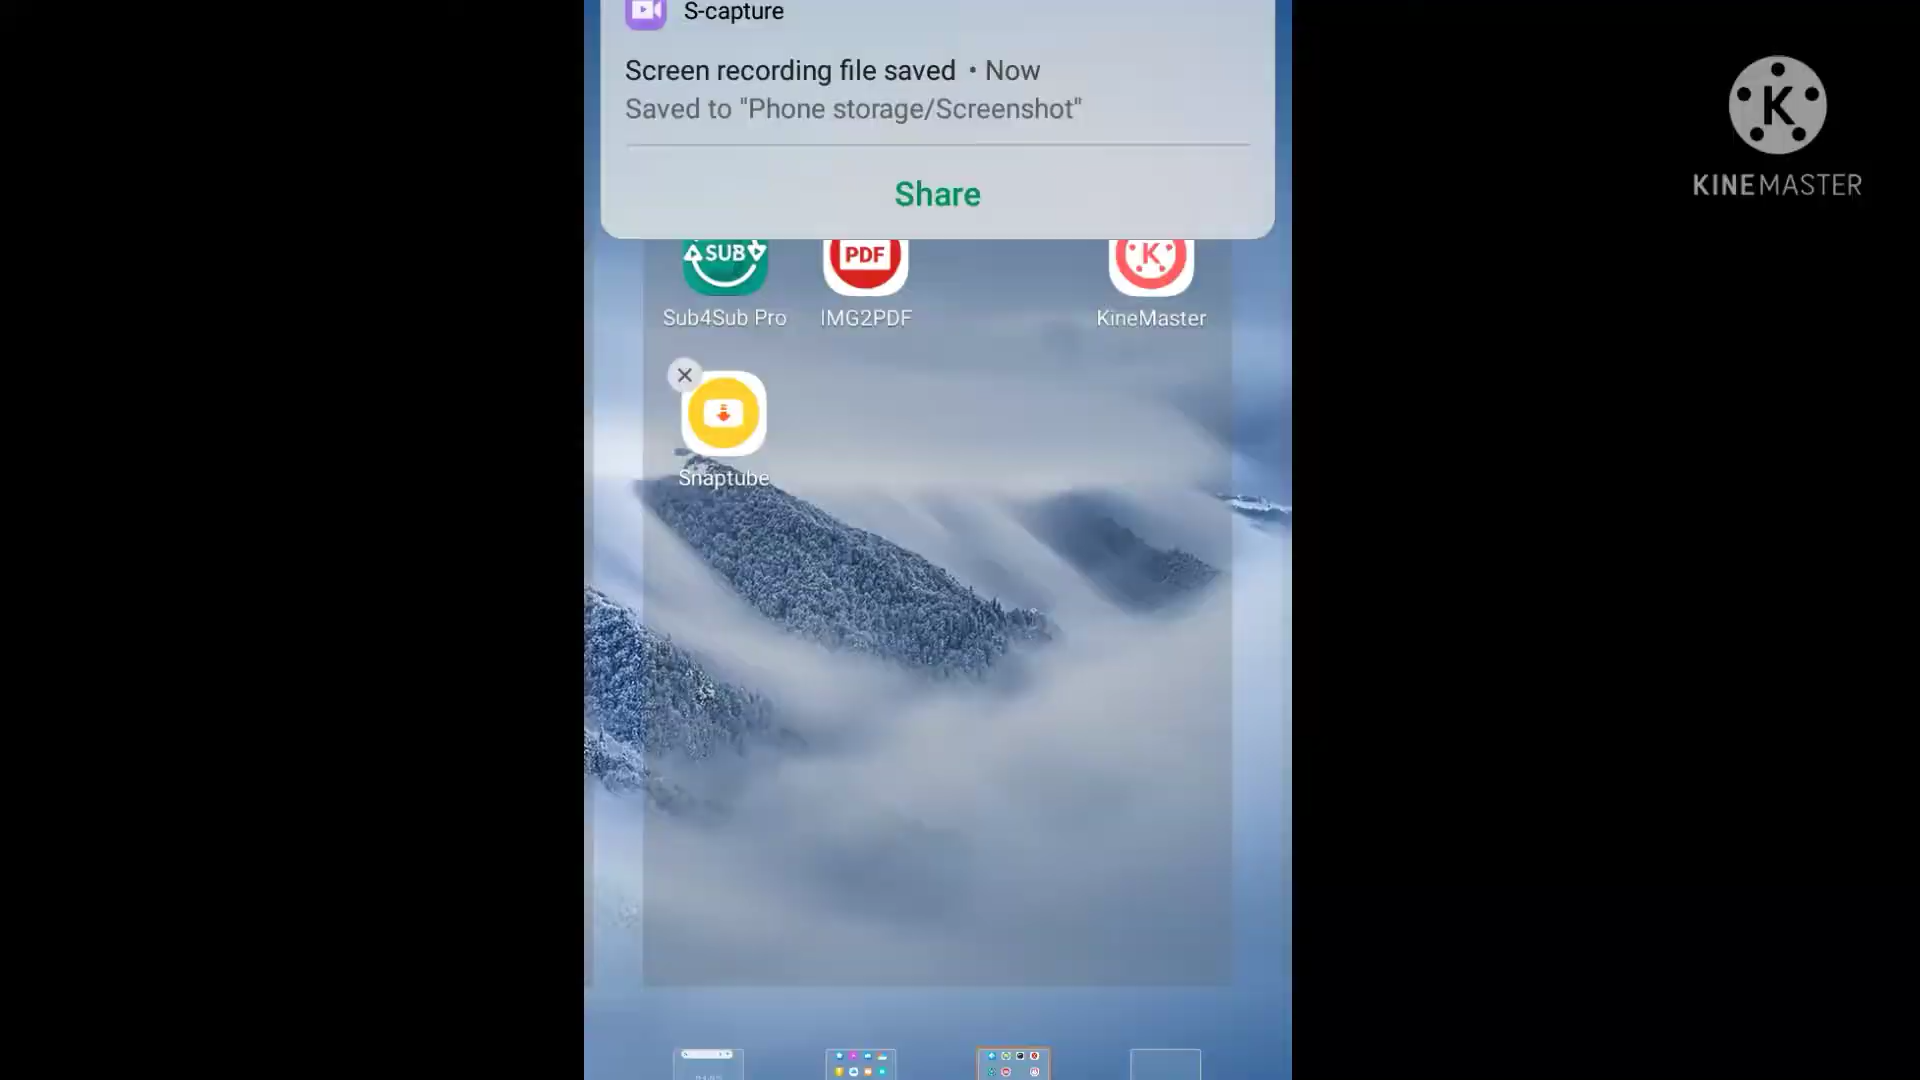 S-capture
Screen recording file saved • Now
Saved to "Phone storage/Screenshot"
Share
K
KINEMASTER
SUB
PDF
K
Sub4Sub Pro
IMG2PDF
KineMaster
Snaptube